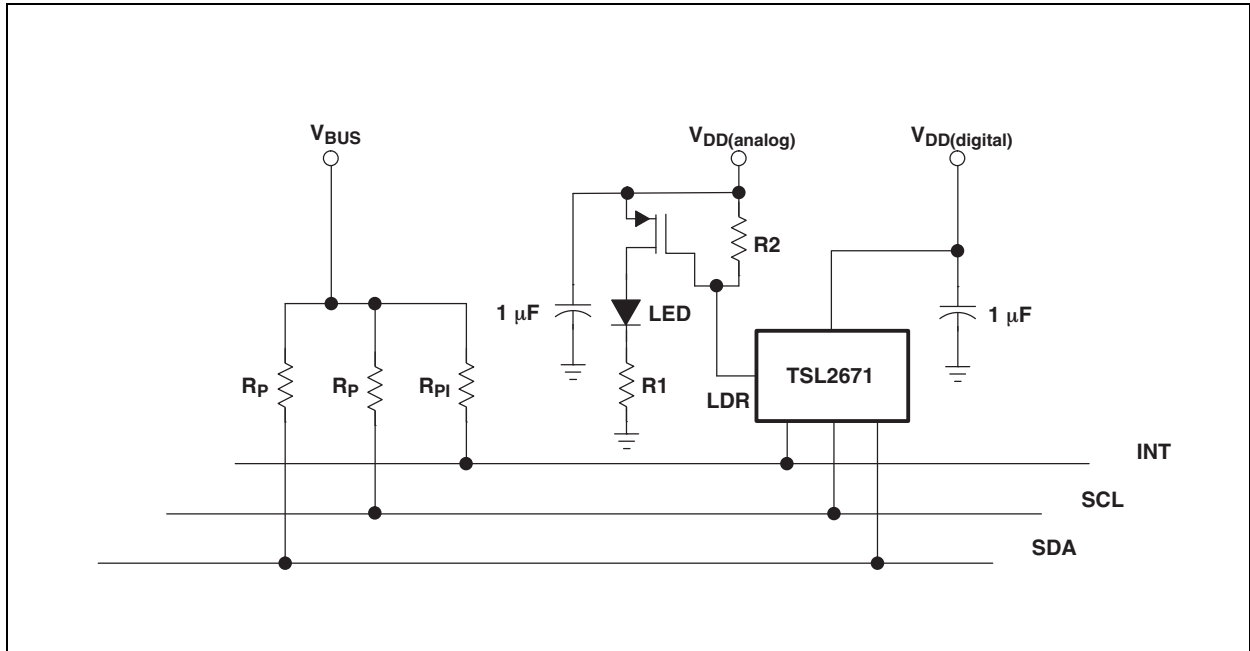 VBUS
VDD(analog)
VDD(digital)
R2
1 μF
LED
1 μF
TSL2671
RP
RP
RPI
R1
LDR
INT
SCL
SDA